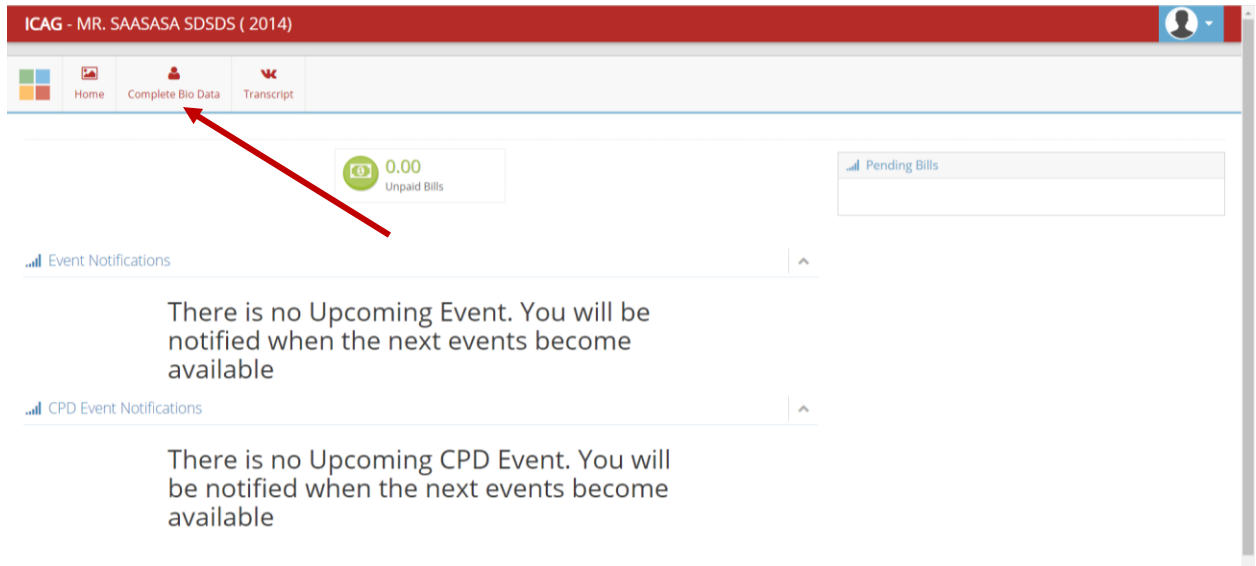 ICAG - MR. SAASASA SDSDS ( 2014)
Home
Complete Bio Data
Transcript
0.00
Unpaid Bills
Pending Bills
Event Notifications
There is no Upcoming Event. You will be
notified when the next events become
available
CPD Event Notifications
There is no Upcoming CPD Event. You will
be notified when the next events become
available